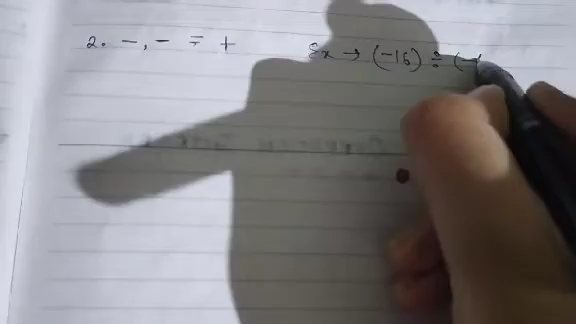 2. -, - = + Ex → (-16) ÷ (-